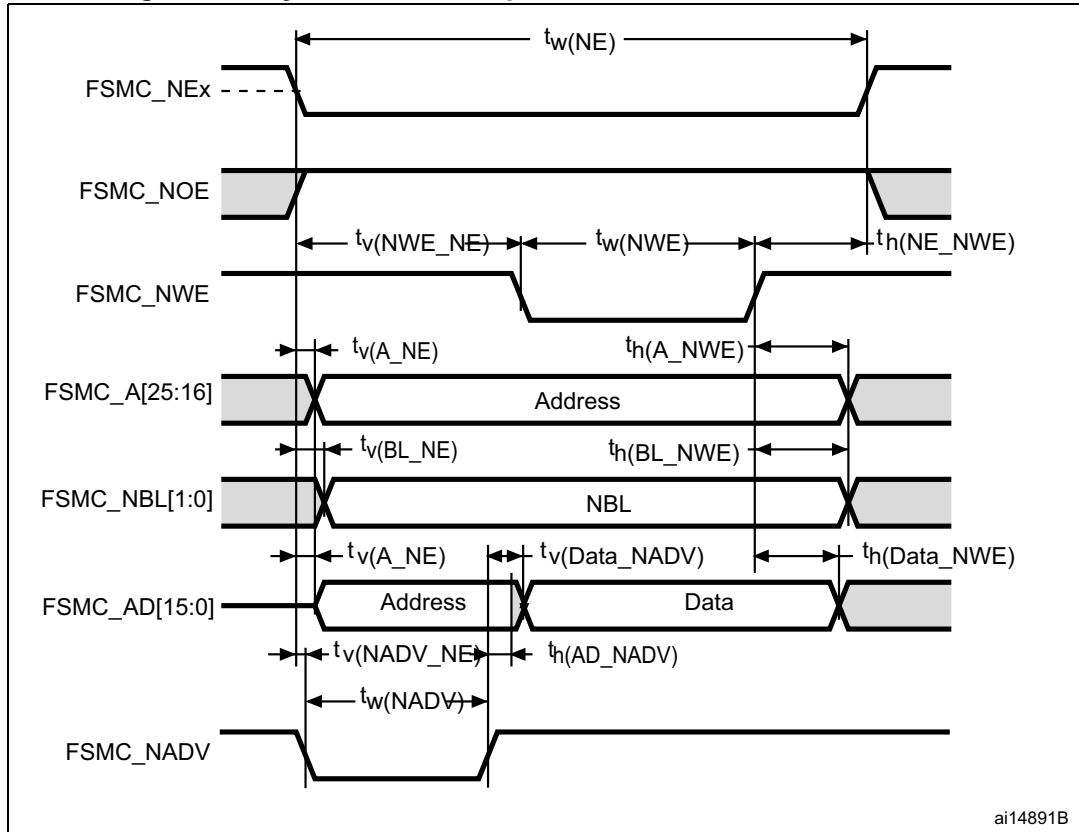 tw(NE)
FSMC_NEx
FSMC_NOE
tv(NWE_NE)
tw(NWE)
th(NE_NWE)
FSMC_NWE
tv(A_NE)
th(A_NWE)
FSMC_A[25:16]
Address
tv(BL_NE)
th(BL_NWE)
FSMC_NBL[1:0]
NBL
tv(A_NE)
tv(Data_NADV)
th(Data_NWE)
FSMC_AD[15:0]
Address
Data
tv(NADV_NE)
th(AD_NADV)
tw(NADV)
FSMC_NADV
ai14891B